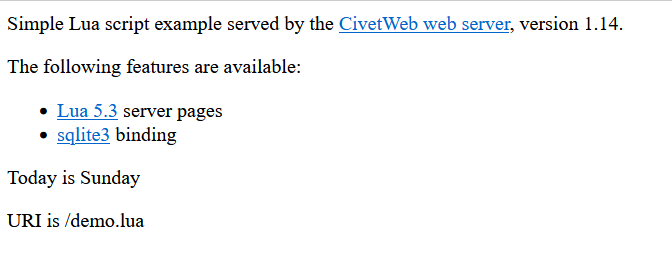 Simple Lua script example served by the CivetWeb web server, version 1.14.
The following features are available:
Lua 5.3 server pages
sqlite3 binding
Today is Sunday
URI is /demo.lua